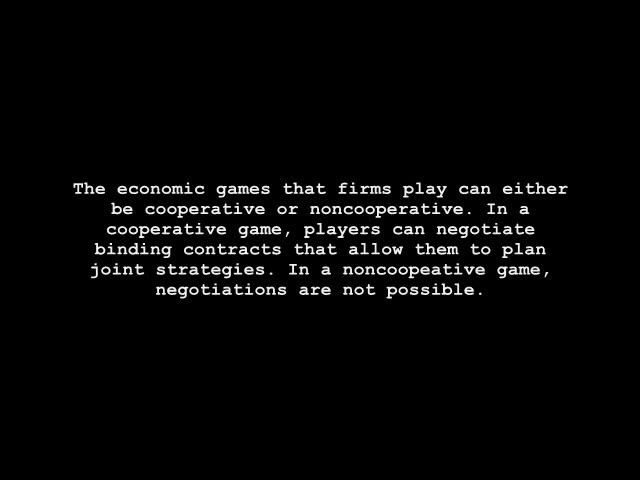 The economic games that firms play can either
be cooperative or noncooperative. In a
cooperative game, players can negotiate
binding contracts that allow them to plan
joint strategies. In a noncoopeative game,
negotiations are not possible.